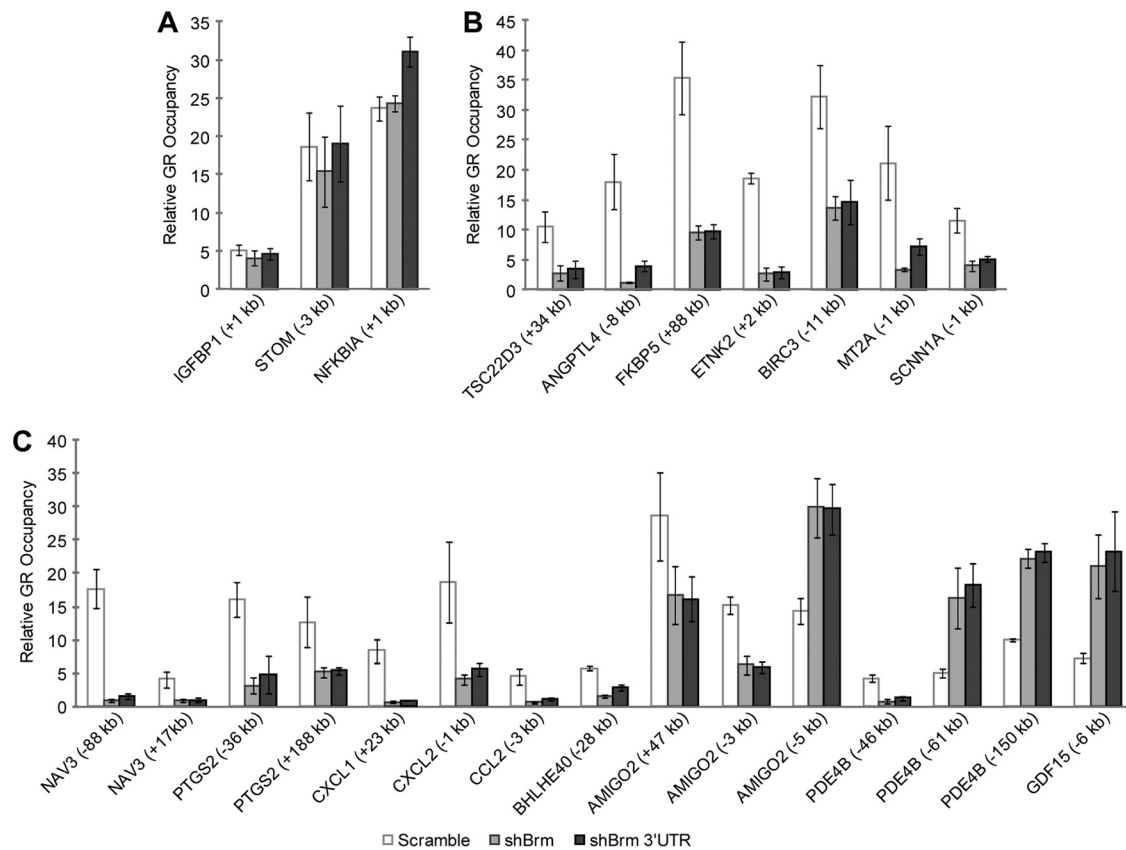 A
Relative GR Occupancy
35
30
25
20
15
10
5
0
IGFBP1 (+1 kb)
STOM (-3 kb)
NFKBIA (+1 kb)
B
Relative GR Occupancy
45
40
35
30
25
20
15
10
5
0
TSC22D3 (+34 kb)
ANGPTL4 (-8 kb)
FKBP5 (+88 kb)
ETNK2 (+2 kb)
BIRC3 (-11 kb)
MT2A (-1 kb)
SCNN1A (-1 kb)
C
Relative GR Occupancy
40
35
30
25
20
15
10
5
0
NAV3 (-88 kb)
NAV3 (+17kb)
PTGS2 (-36 kb)
PTGS2 (+188 kb)
CXCL1 (+23 kb)
CXCL2 (-1 kb)
CCL2 (-3 kb)
BHLHE40 (-28 kb)
AMIGO2 (+47 kb)
AMIGO2 (-3 kb)
AMIGO2 (-5 kb)
PDE4B (-46 kb)
PDE4B (-61 kb)
PDE4B (-150 kb)
GDF15 (-6 kb)
Scramble shBrm shBrm 3'UTR